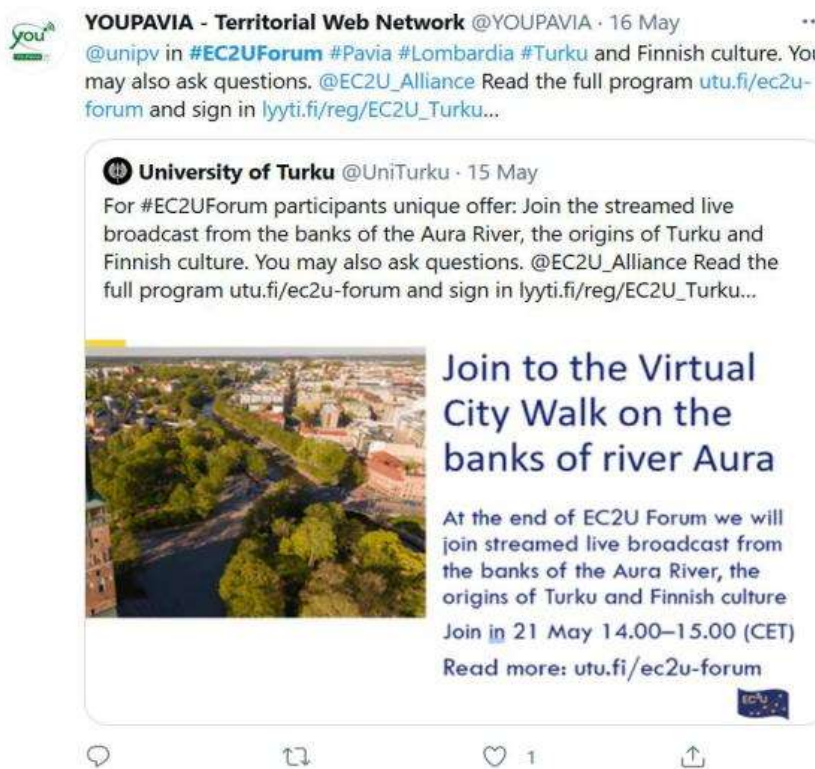 you
YOUPAVIA
YOUPAVIA - Territorial Web Network @YOUPAVIA · 16 May
@unipv in #EC2UForum #Pavia #Lombardia #Turku and Finnish culture. You
may also ask questions. @EC2U_Alliance Read the full program utu.fi/ec2u-
forum and sign in lyyti.fi/reg/EC2U_Turku...
University of Turku @UniTurku · 15 May
For #EC2UForum participants unique offer: Join the streamed live
broadcast from the banks of the Aura River, the origins of Turku and
Finnish culture. You may also ask questions. @EC2U_Alliance Read the
full program utu.fi/ec2u-forum and sign in lyyti.fi/reg/EC2U_Turku...
Join to the Virtual
City Walk on the
banks of river Aura
At the end of EC2U Forum we will
join streamed live broadcast from
the banks of the Aura River, the
origins of Turku and Finnish culture
Join in 21 May 14.00–15.00 (CET)
Read more: utu.fi/ec2u-forum
EC²U
1